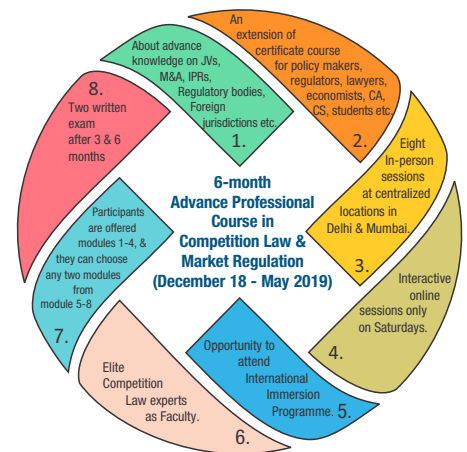 6-month
Advance Professional
Course in
Competition Law &
Market Regulation
(December 18 - May 2019)
About advance
knowledge on JVs,
M&A, IPRs,
Regulatory bodies,
Foreign
jurisdictions etc.
1.
An
extension of
certificate course
for policy makers,
regulators, lawyers,
economists, CA,
CS, students etc.
2.
Eight
In-person
sessions
at centralized
locations in
Delhi & Mumbai.
3.
Interactive
online
sessions only
on Saturdays.
4.
Opportunity to
attend
International
Immersion
Programme.
5.
Elite
Competition
Law experts
as Faculty.
6.
Participants
are offered
modules 1-4, &
they can choose
any two modules
from
module 5-8
7.
8.
Two written
exam
after 3 & 6
months